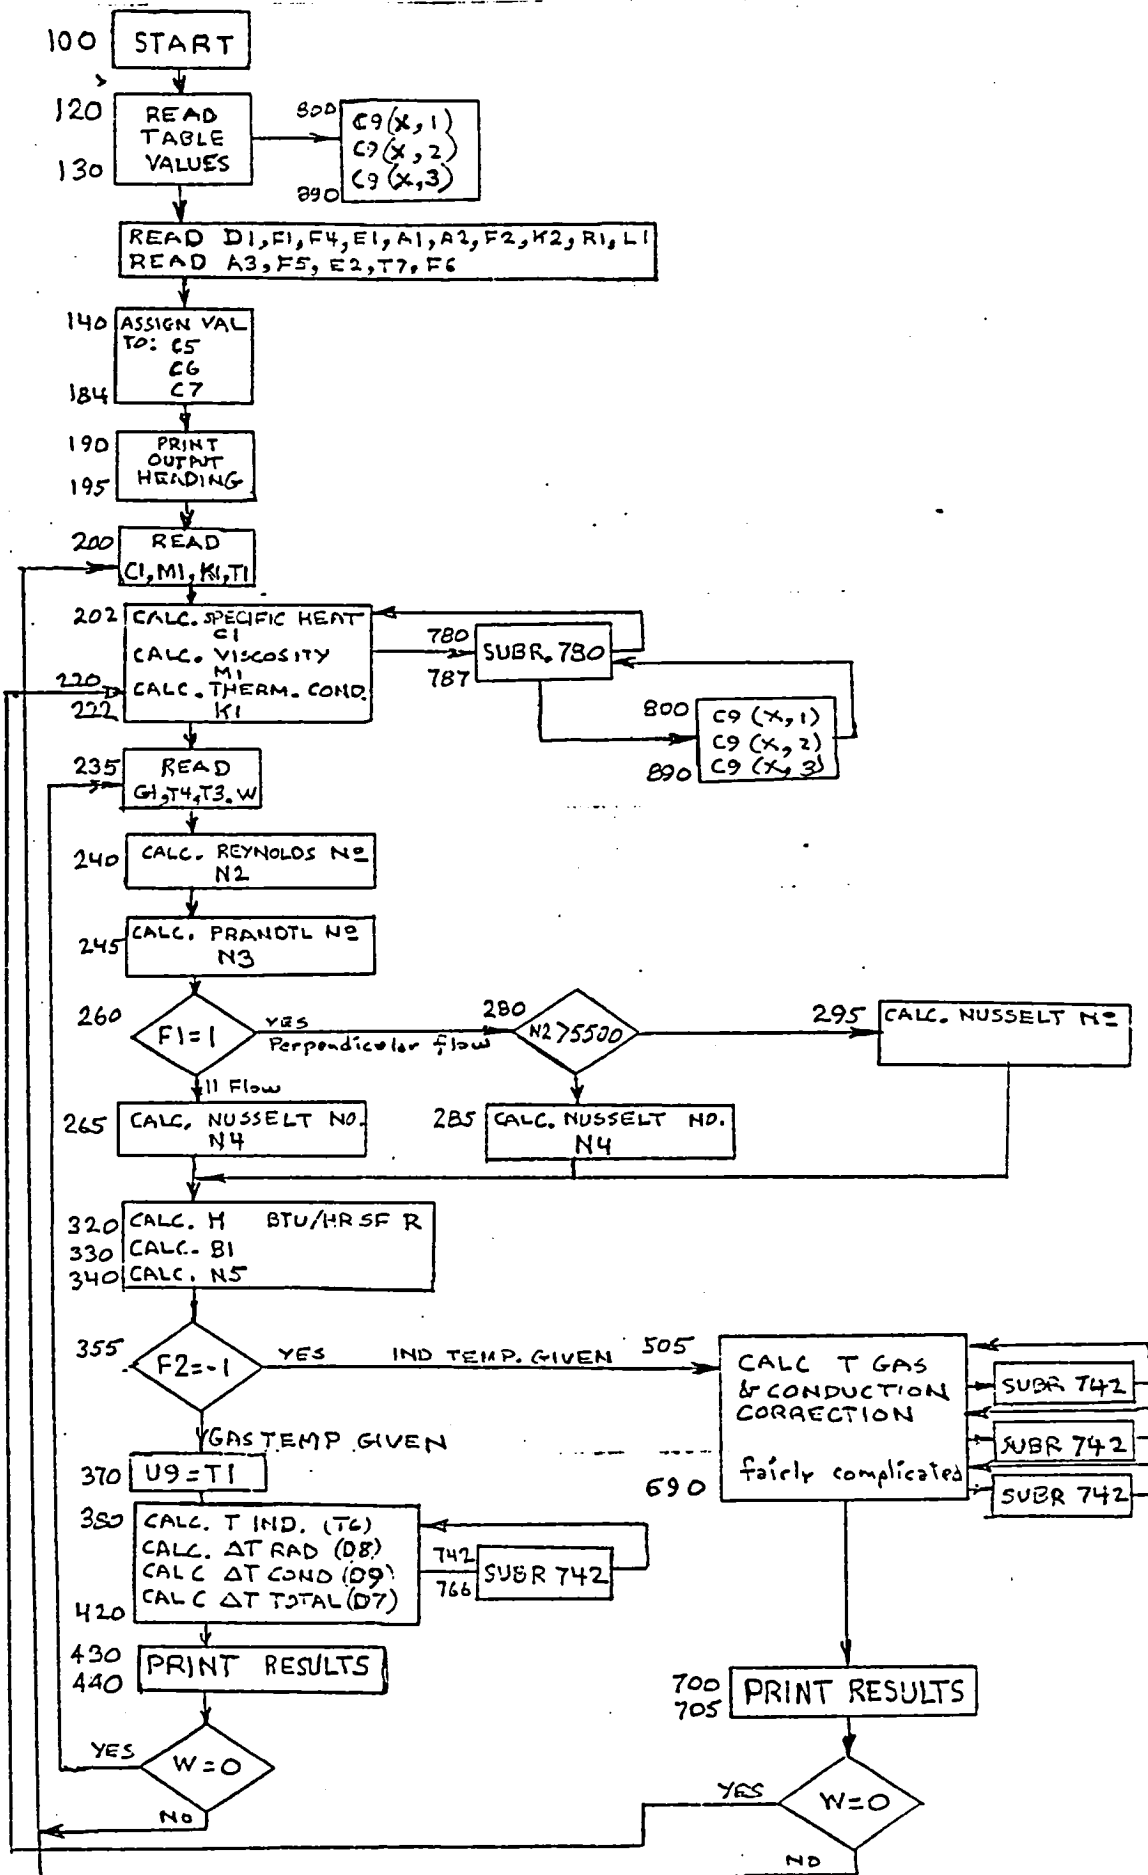 100 START
120 READ
TABLE
130 VALUES
800 C9(X,1)
C9(X,2)
890 C9(X,3)
READ D1,F1,F4,E1,A1,A2,F2,K2,R1,L1
READ A3,F5,E2,T7,F6
140 ASSIGN VAL
TO: C5
C6
184 C7
190 PRINT
OUTPUT
195 HEADING
200 READ
C1,M1,K1,T1
202 CALC. SPECIFIC HEAT
C1
CALC. VISCOSITY
M1
220 CALC. THERM. COND.
222 K1
780 SUBR. 780
787
800 C9 (X,1)
C9 (X,2)
890 C9 (X,3)
235 READ
G1,T4,T3.W
240 CALC. REYNOLDS Nº
N2
245 CALC. PRANDTL Nº
N3
260 F1=1
YES
Perpendicular flow
280 N275500
295 CALC. NUSSELT Nº
11 Flow
265 CALC. NUSSELT NO.
N4
285 CALC. NUSSELT NO.
N4
320 CALC. H BTU/HR SF R
330 CALC. B1
340 CALC. N5
355 F2=-1
YES IND TEMP. GIVEN
505 CALC T GAS
& CONDUCTION
CORRECTION
690 fairly complicated
SUBR 742
SUBR 742
SUBR 742
GAS TEMP GIVEN
370 U9=T1
380 CALC. T IND. (T6)
CALC. ΔT RAD (D8)
CALC ΔT COND (D9)
420 CALC ΔT TOTAL (D7)
742
766 SUBR 742
430 PRINT RESULTS
440
700 PRINT RESULTS
705
YES W=0
NO
YES W=0
NO